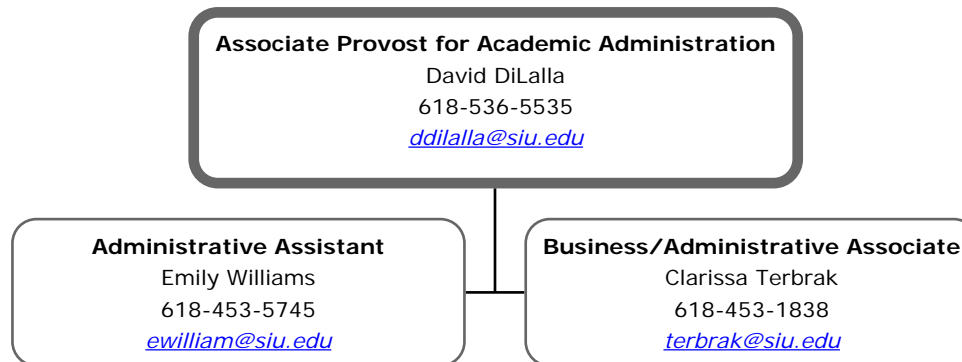 Associate Provost for Academic Administration
David DiLalla
618-536-5535
ddilalla@siu.edu
Administrative Assistant
Emily Williams
618-453-5745
ewilliam@siu.edu
Business/Administrative Associate
Clarissa Terbrak
618-453-1838
terbrak@siu.edu